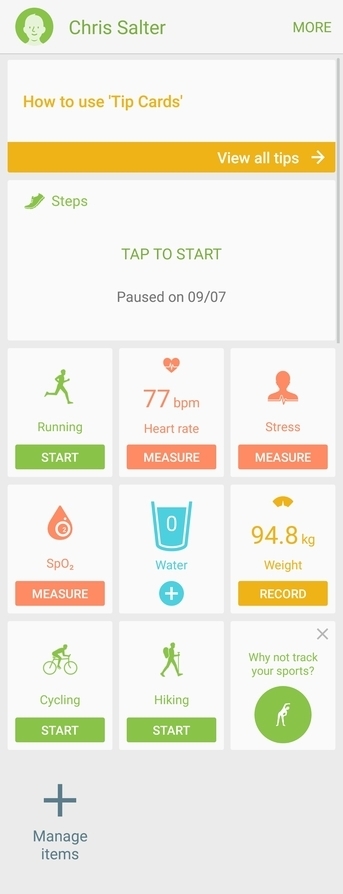 Chris Salter
MORE
How to use 'Tip Cards'
View all tips
Steps
TAP TO START
Paused on 09/07
Running
START
77 bpm
Heart rate
MEASURE
Stress
MEASURE
SpO₂
MEASURE
0
Water
94.8 kg
Weight
RECORD
Cycling
START
Hiking
START
Why not track
your sports?
Manage
items